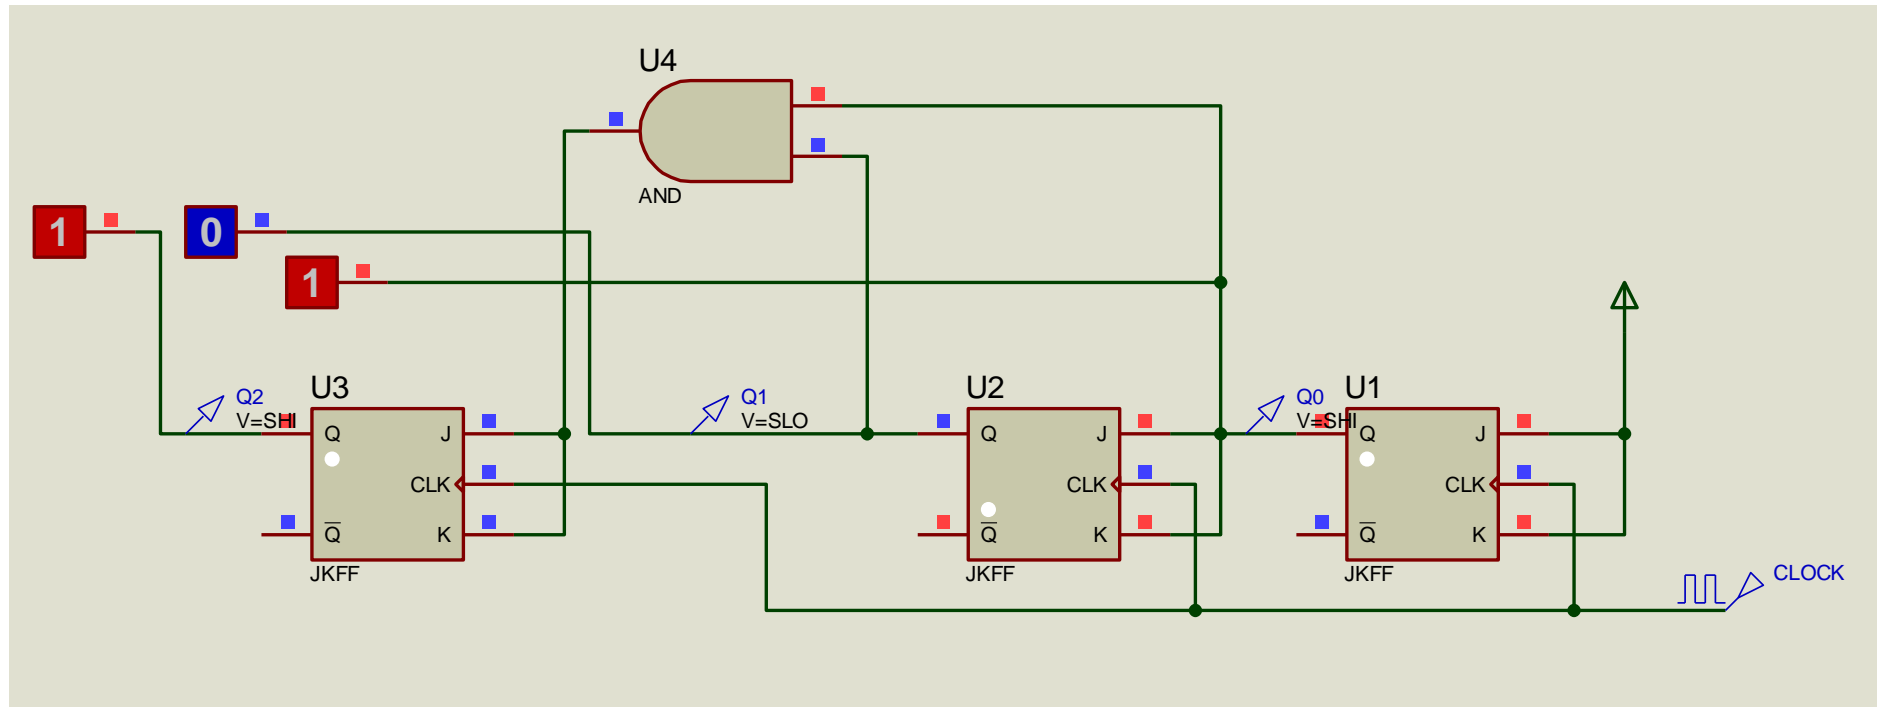 U4
AND
1
0
1
U3
Q2
V=SHI
Q
J
CLK
Q̅
K
JKFF
Q1
V=SLO
U2
Q
J
CLK
Q̅
K
JKFF
Q0
V=SHI
U1
Q
J
CLK
Q̅
K
JKFF
CLOCK